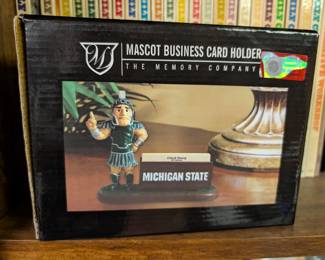 MASCOT BUSINESS CARD HOLDER
THE MEMORY COMPANY
MICHIGAN STATE